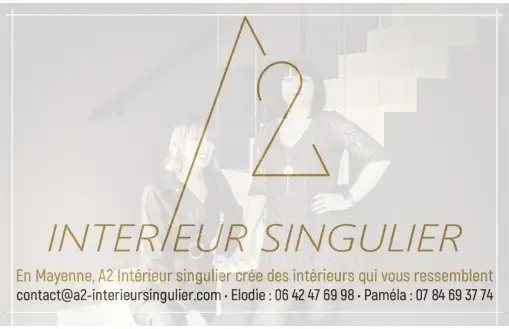 A2
INTERIEUR SINGULIER
En Mayenne, A2 Intérieur singulier crée des intérieurs qui vous ressemblent
contact@a2-interieursingulier.com • Elodie : 06 42 47 69 98 • Paméla : 07 84 69 37 74